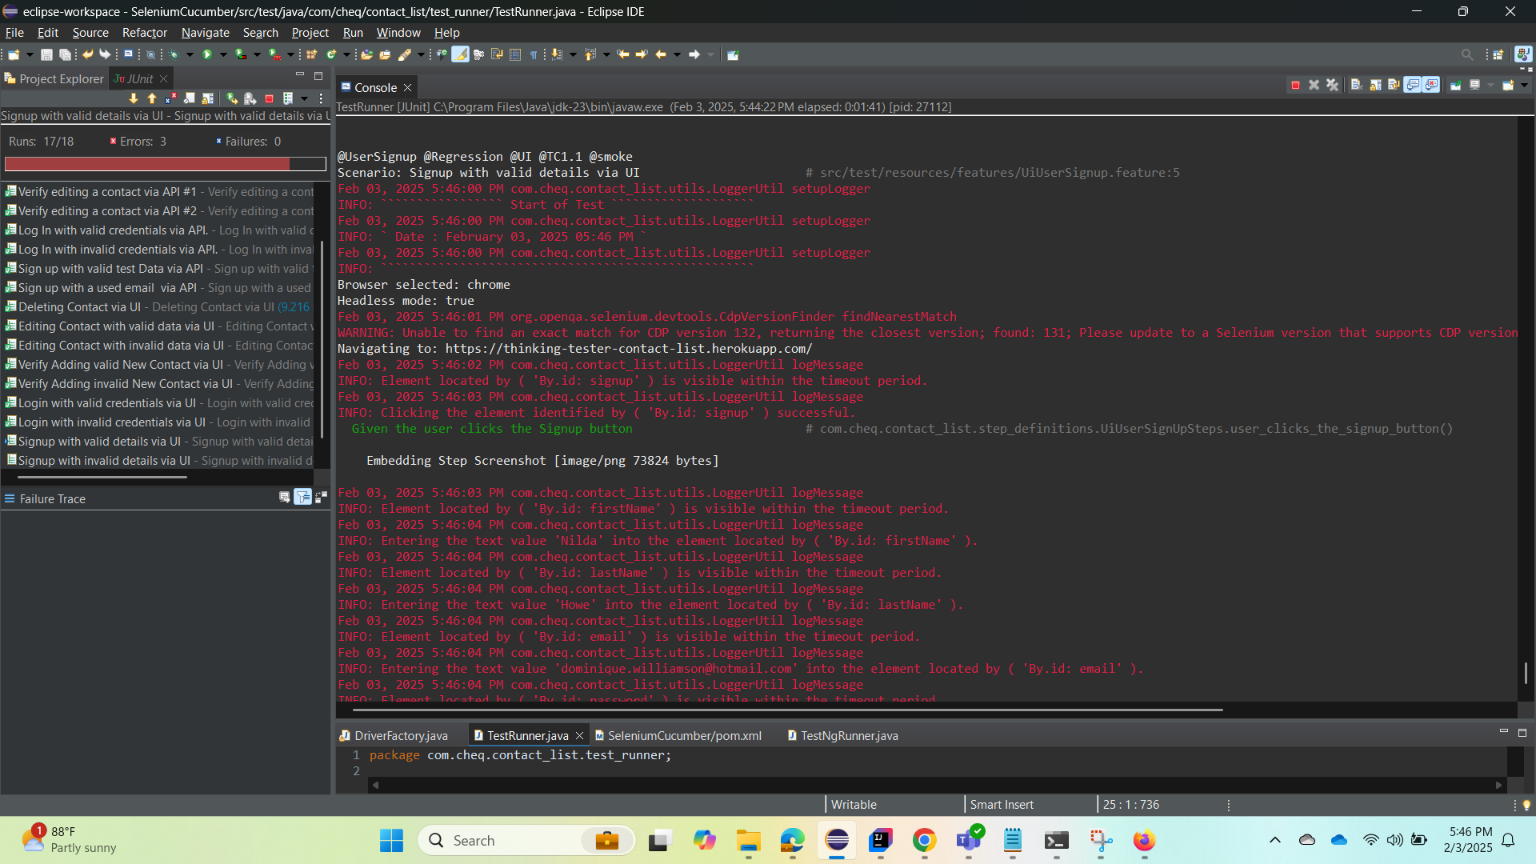 eclipse-workspace - SeleniumCucumber/src/test/java/com/cheq/contact_list/test_runner/TestRunner.java - Eclipse IDE
File Edit Source Refactor Navigate Search Project Run Window Help
Project Explorer JUnit
Signup with valid details via UI - Signup with valid details via U
Runs: 17/18 Errors: 3 Failures: 0
Verify editing a contact via API #1 - Verify editing a cont
Verify editing a contact via API #2 - Verify editing a cont
Log In with valid credentials via API. - Log In with valid c
Log In with invalid credentials via API. - Log In with inva
Sign up with valid test Data via API - Sign up with valid
Sign up with a used email via API - Sign up with a used
Deleting Contact via UI - Deleting Contact via UI (9.216
Editing Contact with valid data via UI - Editing Contact
Editing Contact with invalid data via UI - Editing Contac
Verify Adding valid New Contact via UI - Verify Adding
Verify Adding invalid New Contact via UI - Verify Adding
Login with valid credentials via UI - Login with valid cre
Login with invalid credentials via UI - Login with invalid
Signup with valid details via UI - Signup with valid detai
Signup with invalid details via UI - Signup with invalid d
Failure Trace
Console
TestRunner [JUnit] C:\Program Files\Java\jdk-23\bin\javaw.exe (Feb 3, 2025, 5:44:22 PM elapsed: 0:01:41) [pid: 27112]
@UserSignup @Regression @UI @TC1.1 @smoke
Scenario: Signup with valid details via UI # src/test/resources/features/UiUserSignup.feature:5
Feb 03, 2025 5:46:00 PM com.cheq.contact_list.utils.LoggerUtil setupLogger
INFO: ````````````````` Start of Test ````````````````````
Feb 03, 2025 5:46:00 PM com.cheq.contact_list.utils.LoggerUtil setupLogger
INFO: ` Date : February 03, 2025 05:46 PM `
Feb 03, 2025 5:46:00 PM com.cheq.contact_list.utils.LoggerUtil setupLogger
INFO: ````````````````````````````````````````````````````
Browser selected: chrome
Headless mode: true
Feb 03, 2025 5:46:01 PM org.openqa.selenium.devtools.CdpVersionFinder findNearestMatch
WARNING: Unable to find an exact match for CDP version 132, returning the closest version; found: 131; Please update to a Selenium version that supports CDP version
Navigating to: https://thinking-tester-contact-list.herokuapp.com/
Feb 03, 2025 5:46:02 PM com.cheq.contact_list.utils.LoggerUtil logMessage
INFO: Element located by ( 'By.id: signup' ) is visible within the timeout period.
Feb 03, 2025 5:46:03 PM com.cheq.contact_list.utils.LoggerUtil logMessage
INFO: Clicking the element identified by ( 'By.id: signup' ) successful.
Given the user clicks the Signup button # com.cheq.contact_list.step_definitions.UiUserSignUpSteps.user_clicks_the_signup_button()
Embedding Step Screenshot [image/png 73824 bytes]
Feb 03, 2025 5:46:03 PM com.cheq.contact_list.utils.LoggerUtil logMessage
INFO: Element located by ( 'By.id: firstName' ) is visible within the timeout period.
Feb 03, 2025 5:46:04 PM com.cheq.contact_list.utils.LoggerUtil logMessage
INFO: Entering the text value 'Nilda' into the element located by ( 'By.id: firstName' ).
Feb 03, 2025 5:46:04 PM com.cheq.contact_list.utils.LoggerUtil logMessage
INFO: Element located by ( 'By.id: lastName' ) is visible within the timeout period.
Feb 03, 2025 5:46:04 PM com.cheq.contact_list.utils.LoggerUtil logMessage
INFO: Entering the text value 'Howe' into the element located by ( 'By.id: lastName' ).
Feb 03, 2025 5:46:04 PM com.cheq.contact_list.utils.LoggerUtil logMessage
INFO: Element located by ( 'By.id: email' ) is visible within the timeout period.
Feb 03, 2025 5:46:04 PM com.cheq.contact_list.utils.LoggerUtil logMessage
INFO: Entering the text value 'dominique.williamson@hotmail.com' into the element located by ( 'By.id: email' ).
Feb 03, 2025 5:46:04 PM com.cheq.contact_list.utils.LoggerUtil logMessage
INFO: Element located by ( 'By.id: password' ) is visible within the timeout period.
DriverFactory.java TestRunner.java SeleniumCucumber/pom.xml TestNgRunner.java
1 package com.cheq.contact_list.test_runner;
2
Writable Smart Insert 25 : 1 : 736
1 88°F
Partly sunny
Search
5:46 PM
2/3/2025